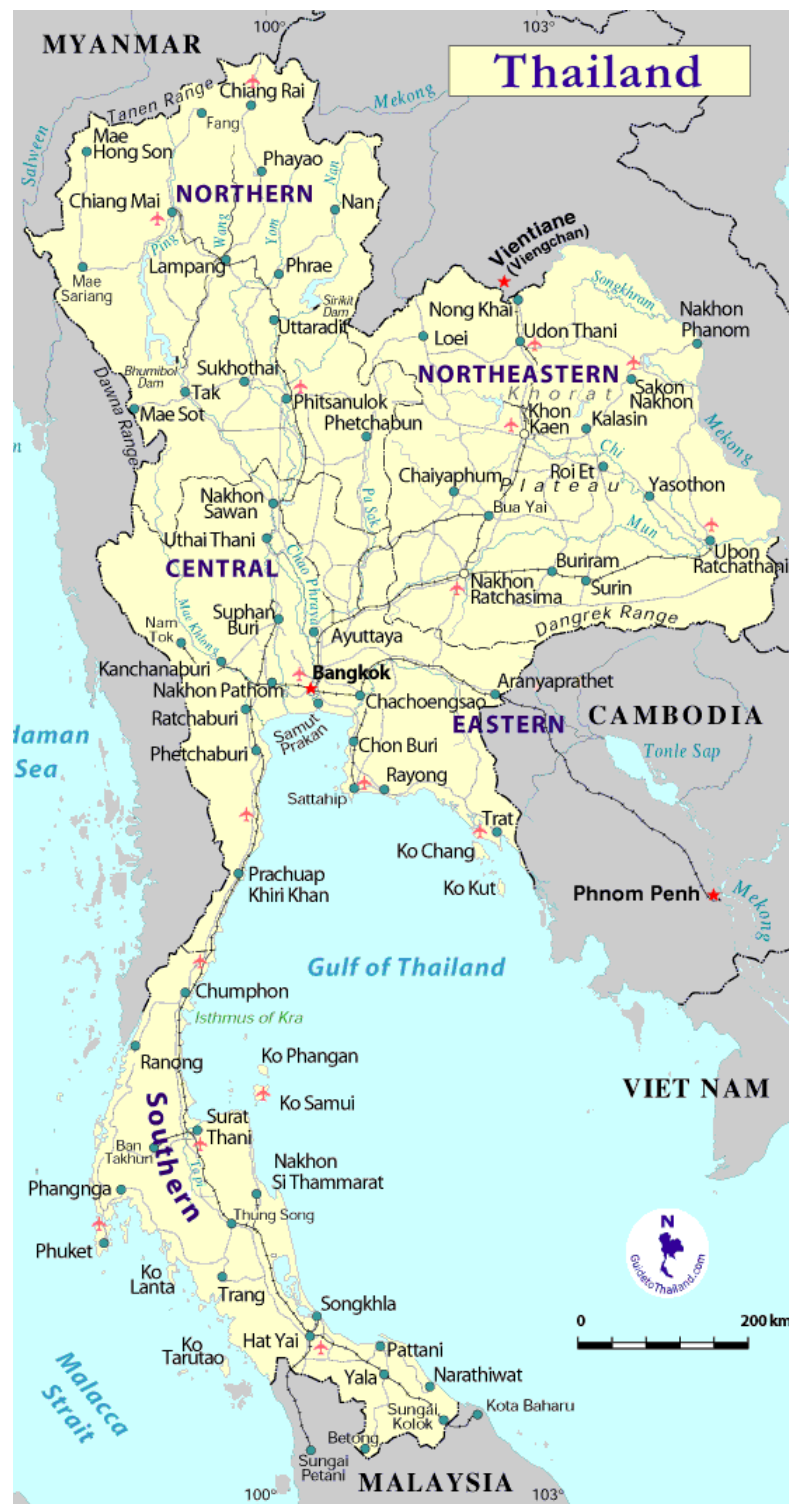 100°
103°
MYANMAR
Thailand
Tanen Range
Chiang Rai
Mekong
Fang
Salween
Mae
Hong Son
Phayao
Nan
NORTHERN
Chiang Mai
Nan
Ping
Wang
Yom
Vientiane
(Viengchan)
Lampang
Phrae
Mae
Sariang
Songkhram
Sirikit
Dam
Nong Khai
Nakhon
Phanom
Uttaradit
Loei
Udon Thani
Bhumibol
Dam
Sukhothai
NORTHEASTERN
Dawna Range
Tak
Khorat
Sakon
Nakhon
Mae Sot
Phitsanulok
Khon
Kaen
Kalasin
Mekong
Phetchabun
n
Chi
Chaiyaphum
Roi Et
Plateau
Yasothon
Pa Sak
Nakhon
Sawan
Bua Yai
Mun
Uthai Thani
Chao Phraya
Ubon
Ratchathani
CENTRAL
Buriram
Nakhon
Ratchasima
Surin
Mae Khlong
Suphan
Buri
Dangrek Range
Nam
Tok
Ayuttaya
Kanchanaburi
Bangkok
Nakhon Pathom
Aranyaprathet
Chachoengsao
Ratchaburi
EASTERN
CAMBODIA
daman
Sea
Samut
Prakan
Phetchaburi
Chon Buri
Tonle Sap
Rayong
Sattahip
Trat
Ko Chang
Prachuap
Khiri Khan
Ko Kut
Phnom Penh
Mekong
Gulf of Thailand
Chumphon
Isthmus of Kra
Ranong
Ko Phangan
VIET NAM
Ko Samui
Southern
Surat
Thani
Ban
Takhun
Ta pi
Nakhon
Si Thammarat
Phangnga
Thung Song
N
GuidetoThailand.com
Phuket
Ko
Lanta
Trang
Songkhla
0
200 km
Ko
Tarutao
Hat Yai
Pattani
Malacca
Strait
Yala
Narathiwat
Sungai
Kolok
Kota Baharu
Betong
Sungai
Petani
MALAYSIA
100°
103°